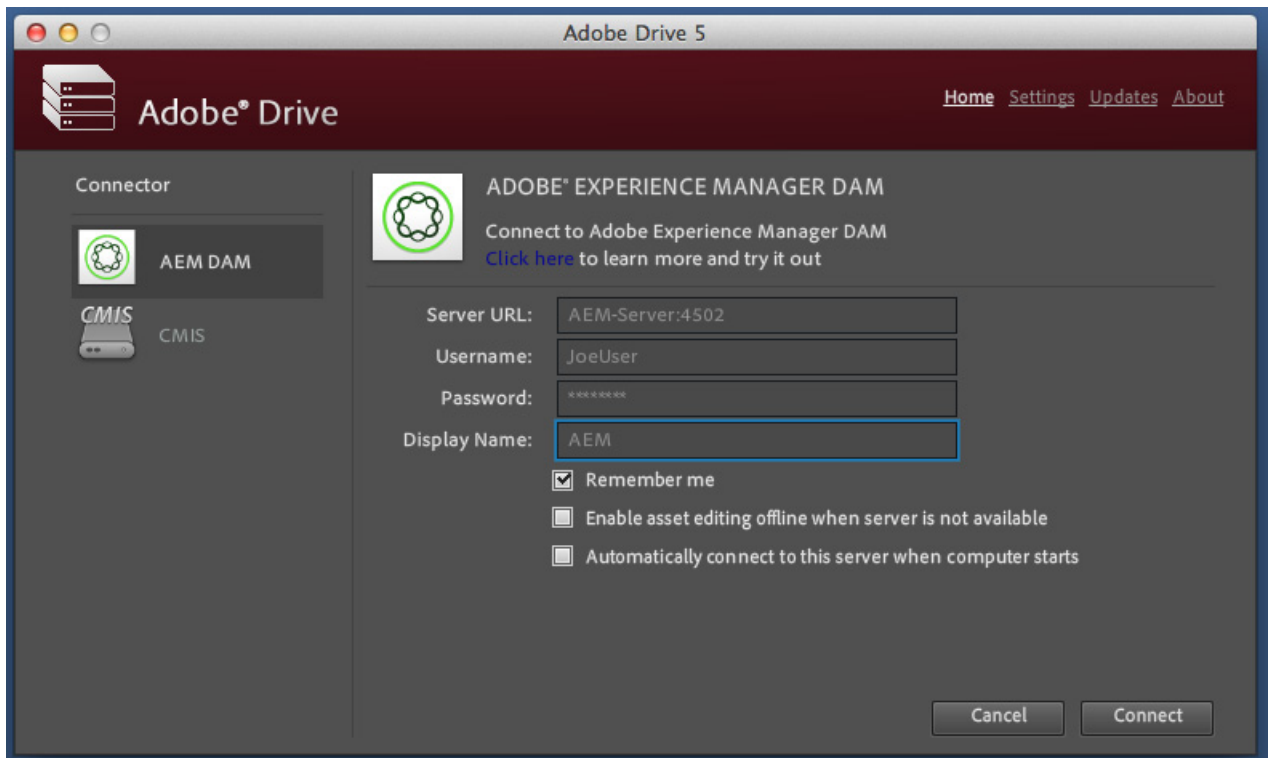 Adobe Drive 5
Adobe® Drive
Home Settings Updates About
Connector
AEM DAM
CMIS
CMIS
ADOBE® EXPERIENCE MANAGER DAM
Connect to Adobe Experience Manager DAM
Click here to learn more and try it out
Server URL: AEM-Server:4502
Username: JoeUser
Password: ********
Display Name: AEM
Remember me
Enable asset editing offline when server is not available
Automatically connect to this server when computer starts
Cancel Connect